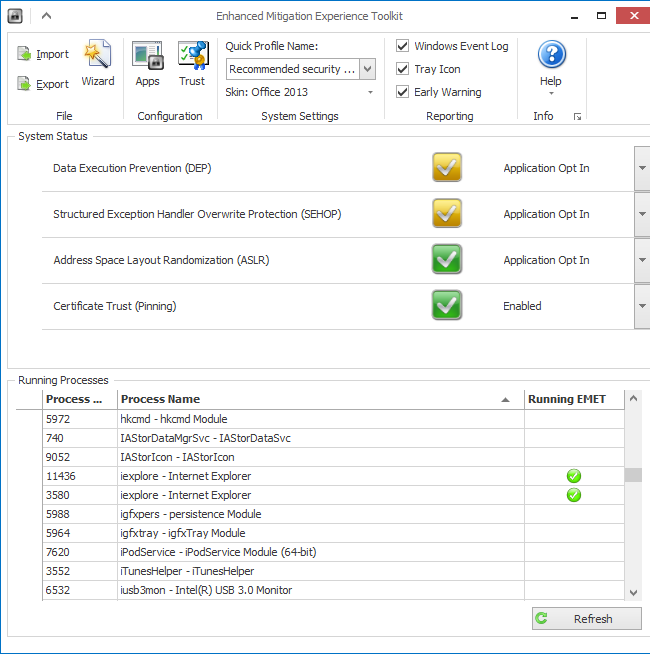 Enhanced Mitigation Experience Toolkit
Import
Export
Wizard
File
Apps
Trust
Configuration
Quick Profile Name:
Recommended security ...
Skin: Office 2013
System Settings
Windows Event Log
Tray Icon
Early Warning
Reporting
Help
Info
System Status
Data Execution Prevention (DEP) Application Opt In
Structured Exception Handler Overwrite Protection (SEHOP) Application Opt In
Address Space Layout Randomization (ASLR) Application Opt In
Certificate Trust (Pinning) Enabled
Running Processes
Process ... Process Name Running EMET
5972 hkcmd - hkcmd Module
740 IAStorDataMgrSvc - IAStorDataSvc
9052 IAStorIcon - IAStorIcon
11436 iexplore - Internet Explorer
3580 iexplore - Internet Explorer
5988 igfxpers - persistence Module
5964 igfxtray - igfxTray Module
7620 iPodService - iPodService Module (64-bit)
3552 iTunesHelper - iTunesHelper
6532 iusb3mon - Intel(R) USB 3.0 Monitor
Refresh